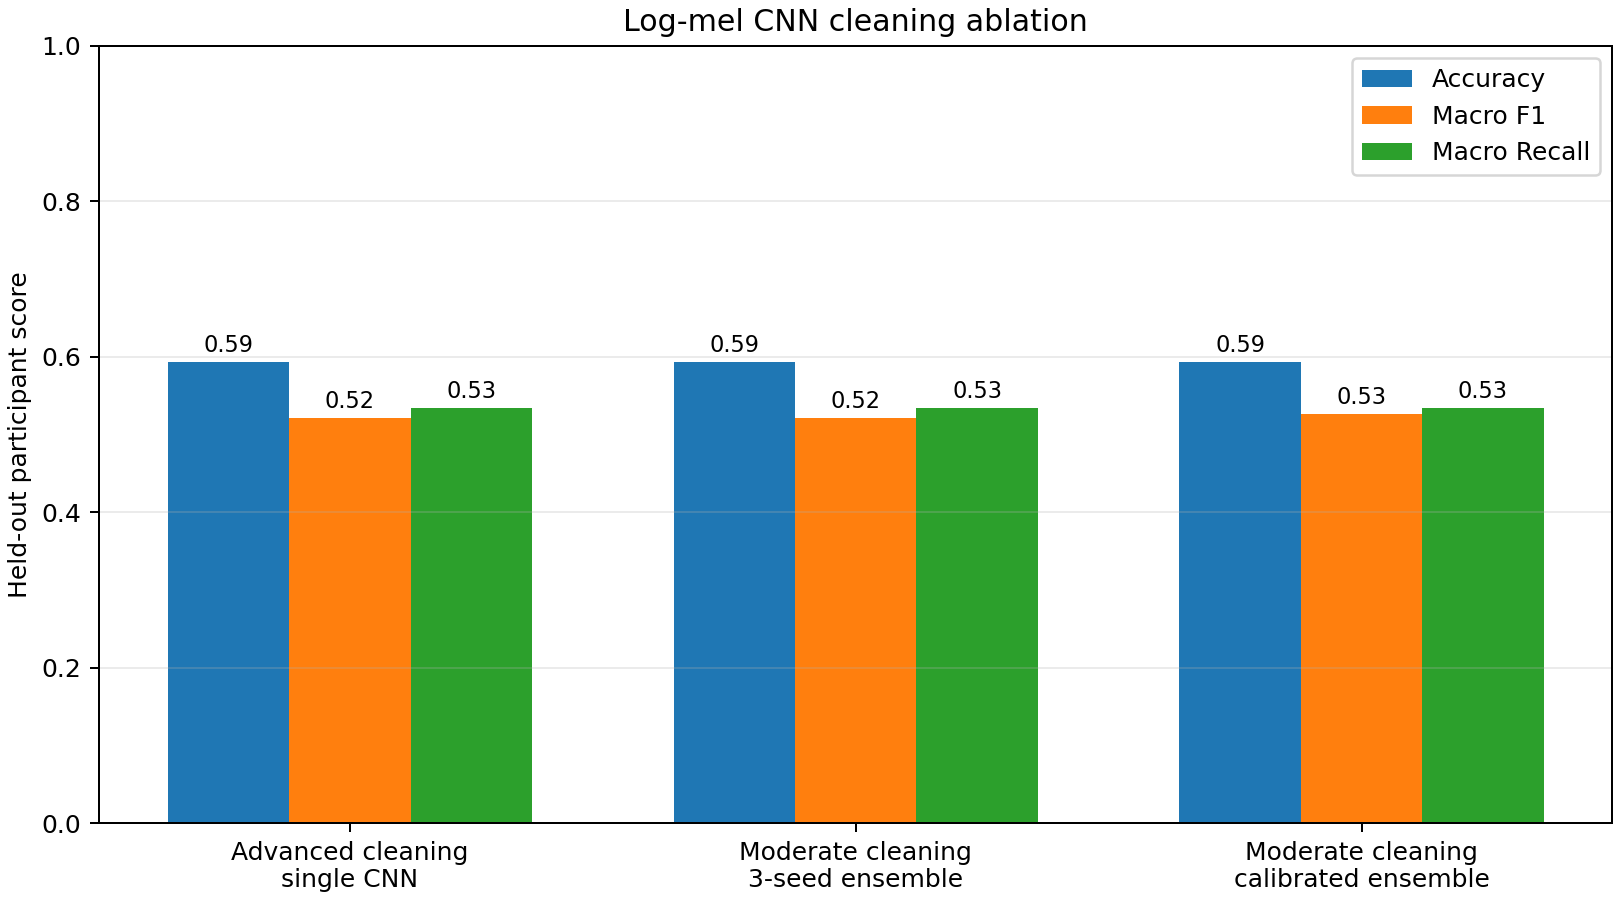 Log-mel CNN cleaning ablation
Held-out participant score
1.0
0.8
0.6
0.4
0.2
0.0
Accuracy
Macro F1
Macro Recall
0.59
0.52
0.53
0.59
0.52
0.53
0.59
0.53
0.53
Advanced cleaning
single CNN
Moderate cleaning
3-seed ensemble
Moderate cleaning
calibrated ensemble